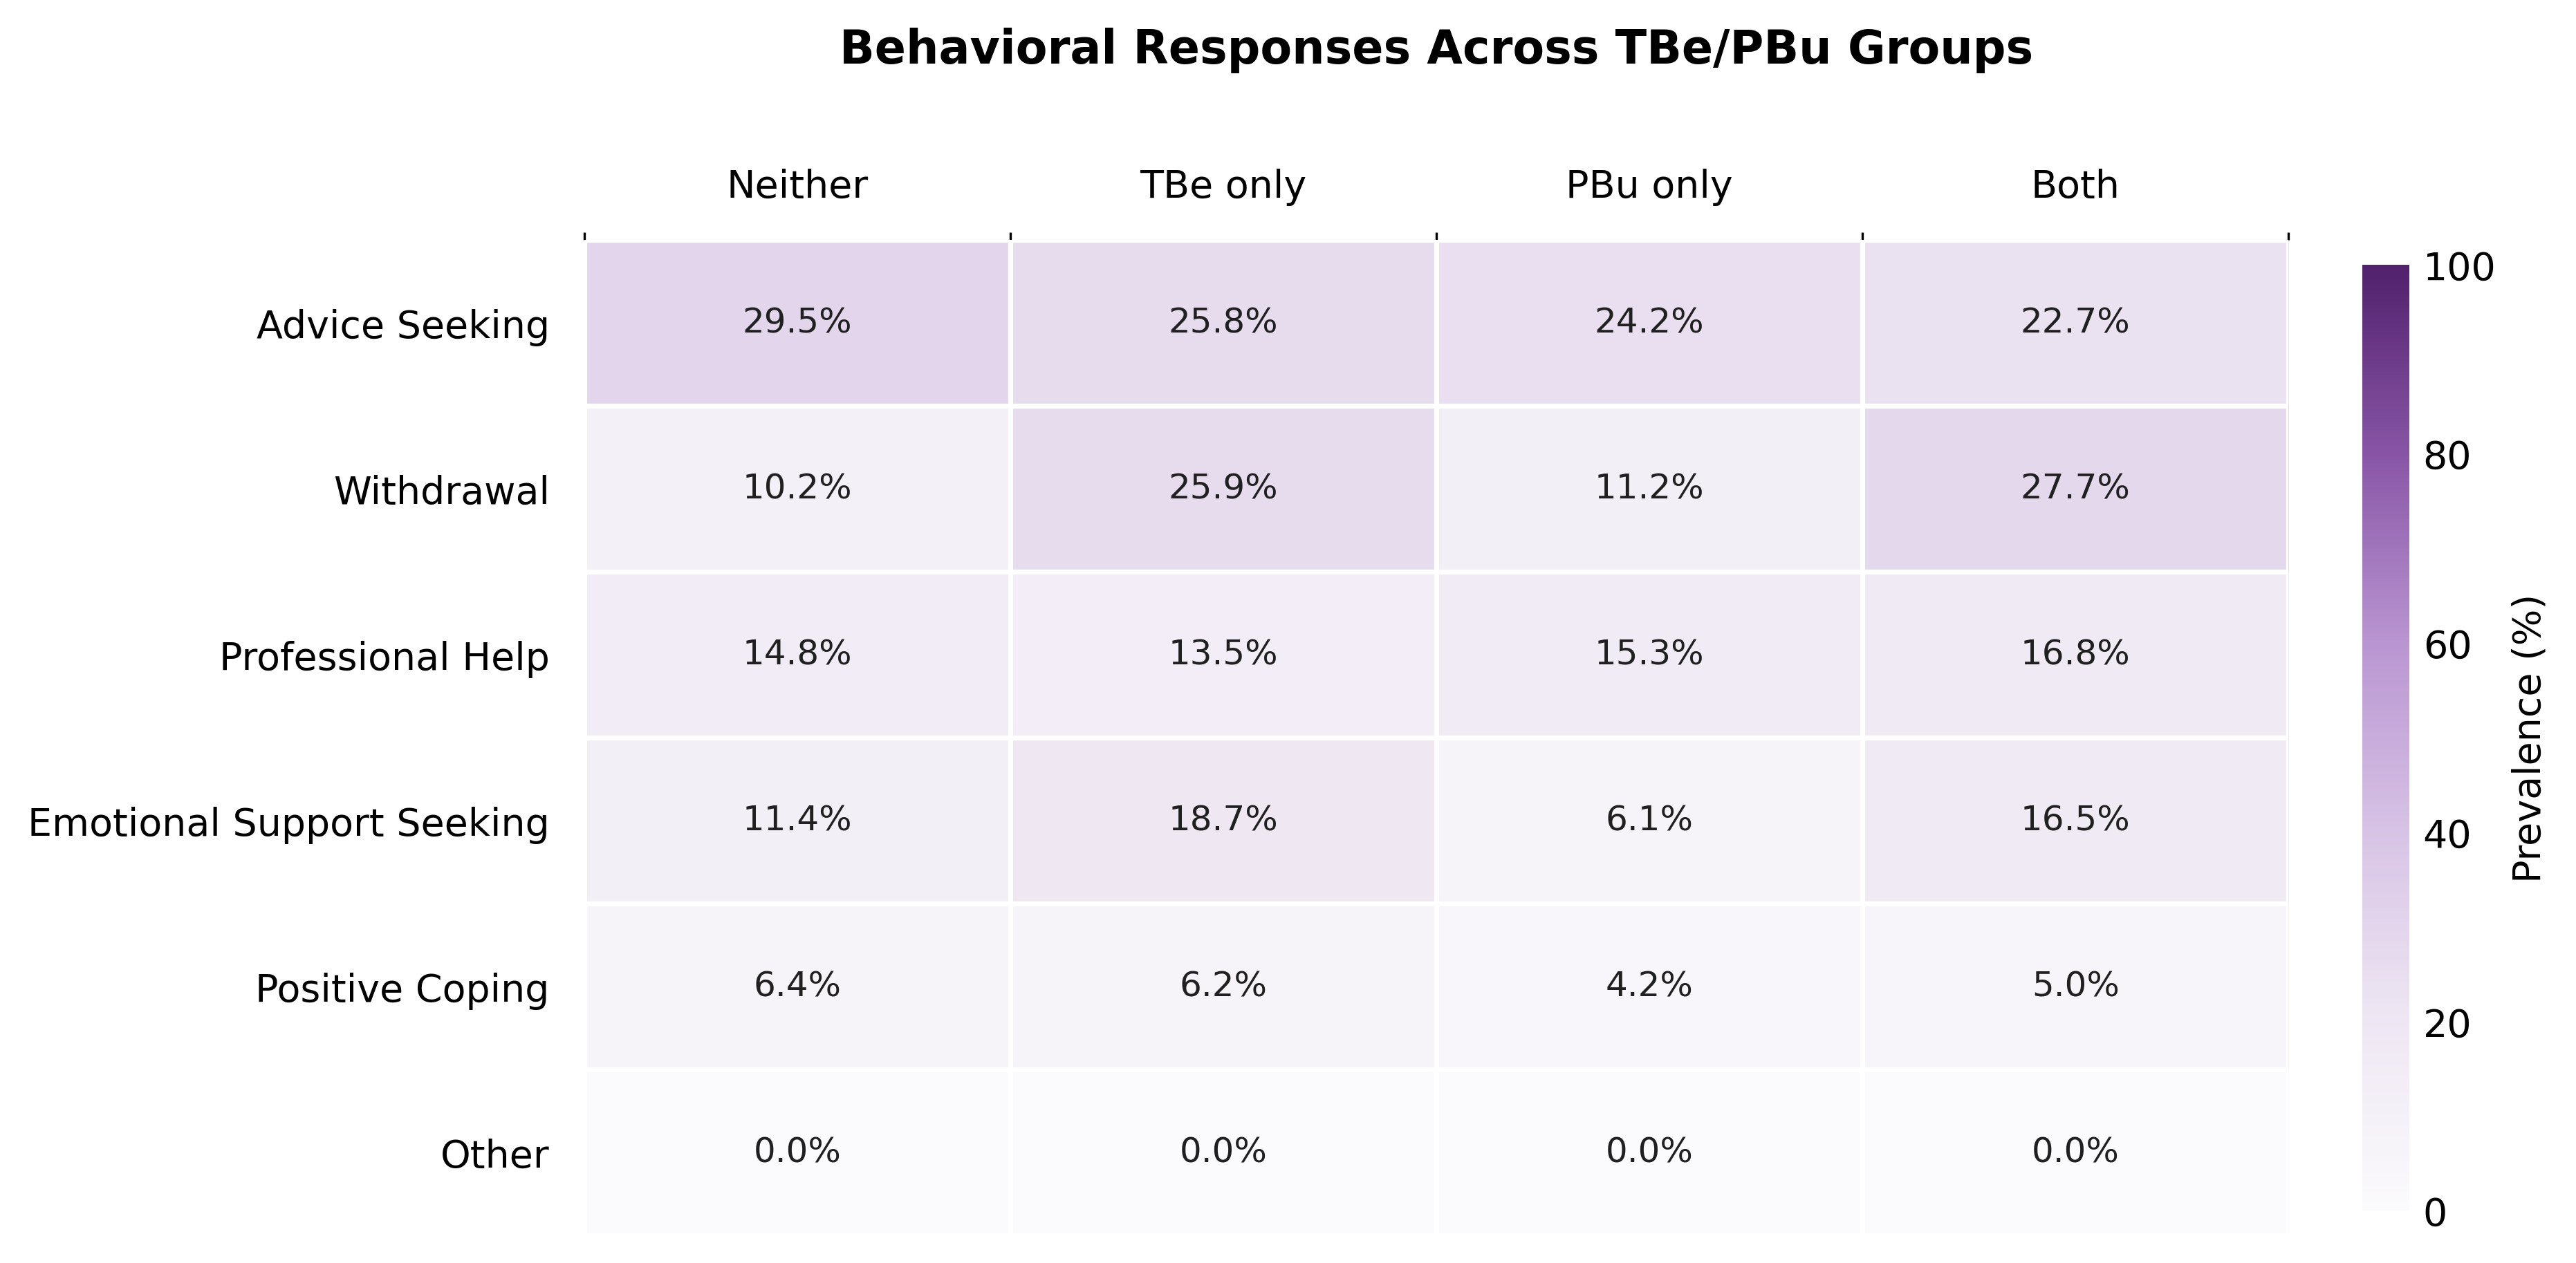 Behavioral Responses Across TBe/PBu Groups
Neither TBe only PBu only Both
Advice Seeking 29.5% 25.8% 24.2% 22.7%
Withdrawal 10.2% 25.9% 11.2% 27.7%
Professional Help 14.8% 13.5% 15.3% 16.8%
Emotional Support Seeking 11.4% 18.7% 6.1% 16.5%
Positive Coping 6.4% 6.2% 4.2% 5.0%
Other 0.0% 0.0% 0.0% 0.0%
100
80
60
40
20
0
Prevalence (%)